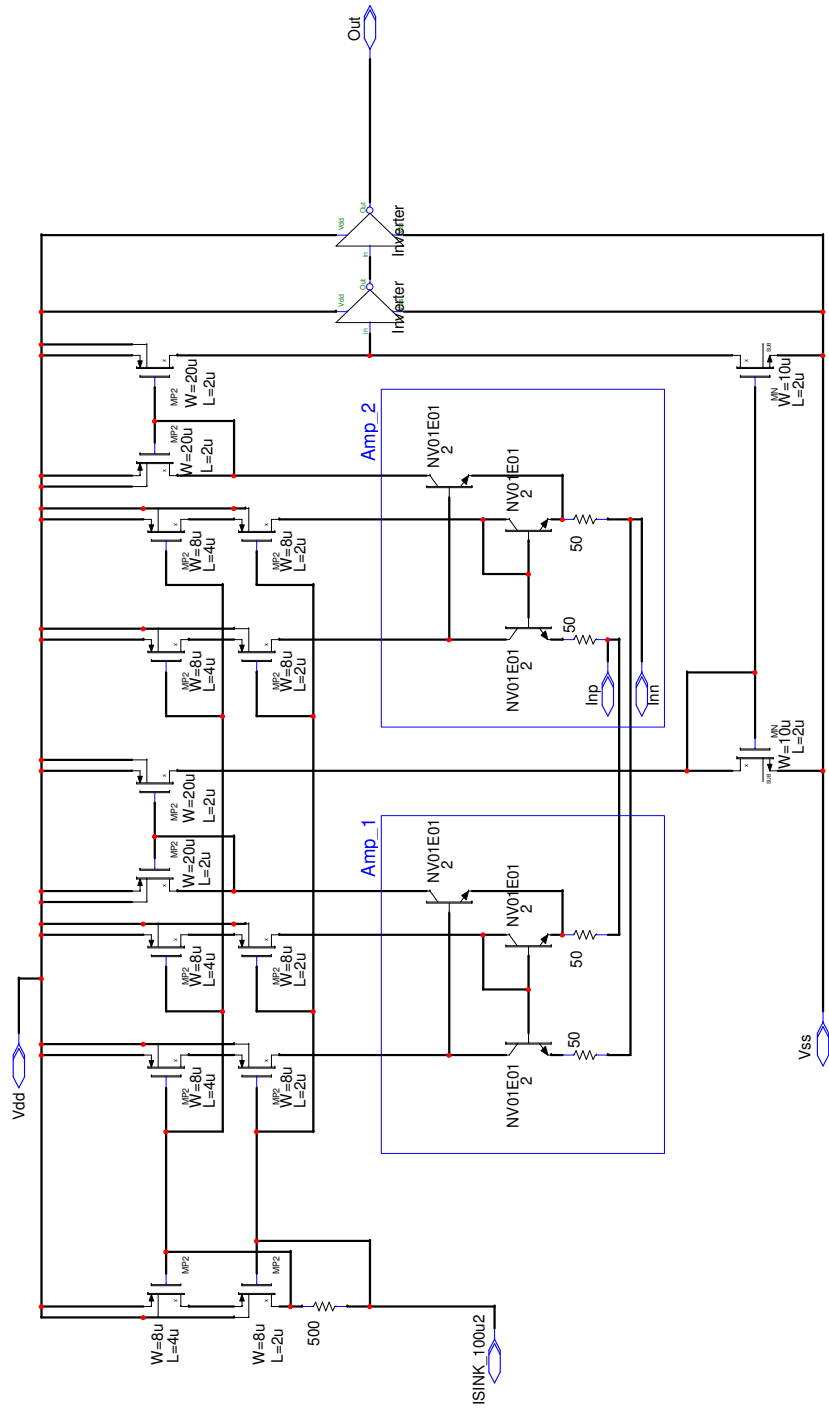 Out
Vdd
Out
in
Vss
Inverter
Vdd
Out
in
Inverter
MP2
W=20u
L=2u
MP2
W=20u
L=2u
Amp_2
MN
SUB
W=10u
L=2u
NV01E01
2
NV01E01
2
50
MP2
W=8u
L=4u
MP2
W=8u
L=2u
NV01E01
2
50
MP2
W=8u
L=4u
MP2
W=8u
L=2u
Inp
Inn
MN
SUB
W=10u
L=2u
MP2
W=20u
L=2u
MP2
W=20u
L=2u
Amp_1
NV01E01
2
NV01E01
2
50
MP2
W=8u
L=4u
MP2
W=8u
L=2u
NV01E01
2
50
MP2
W=8u
L=4u
MP2
W=8u
L=2u
Vdd
Vss
MP2
W=8u
L=4u
MP2
W=8u
L=2u
500
ISINK_100u2